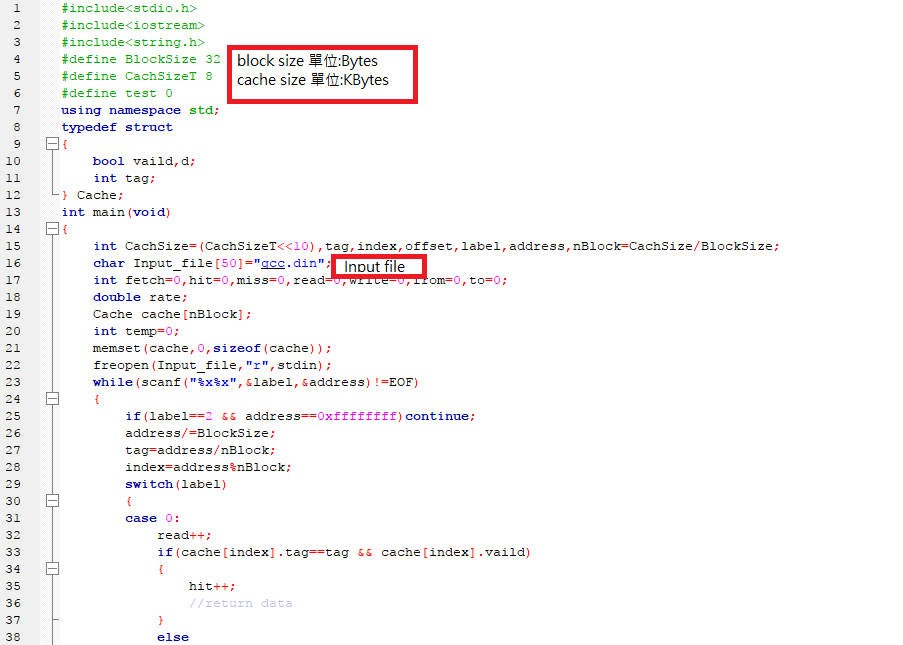 1 #include<stdio.h>
2 #include<iostream>
3 #include<string.h>
4 #define BlockSize 32
5 #define CachSizeT 8
6 #define test 0
block size 單位:Bytes
cache size 單位:KBytes
7 using namespace std;
8 typedef struct
9 {
10 bool vaild,d;
11 int tag;
12 } Cache;
13 int main(void)
14 {
15 int CachSize=(CachSizeT<<10),tag,index,offset,label,address,nBlock=CachSize/BlockSize;
16 char Input_file[50]="gcc.din"; Input file
17 int fetch=0,hit=0,miss=0,read=0,write=0,from=0,to=0;
18 double rate;
19 Cache cache[nBlock];
20 int temp=0;
21 memset(cache,0,sizeof(cache));
22 freopen(Input_file,"r",stdin);
23 while(scanf("%x%x",&label,&address)!=EOF)
24 {
25 if(label==2 && address==0xffffffff)continue;
26 address/=BlockSize;
27 tag=address/nBlock;
28 index=address%nBlock;
29 switch(label)
30 {
31 case 0:
32 read++;
33 if(cache[index].tag==tag && cache[index].vaild)
34 {
35 hit++;
36 //return data
37 }
38 else